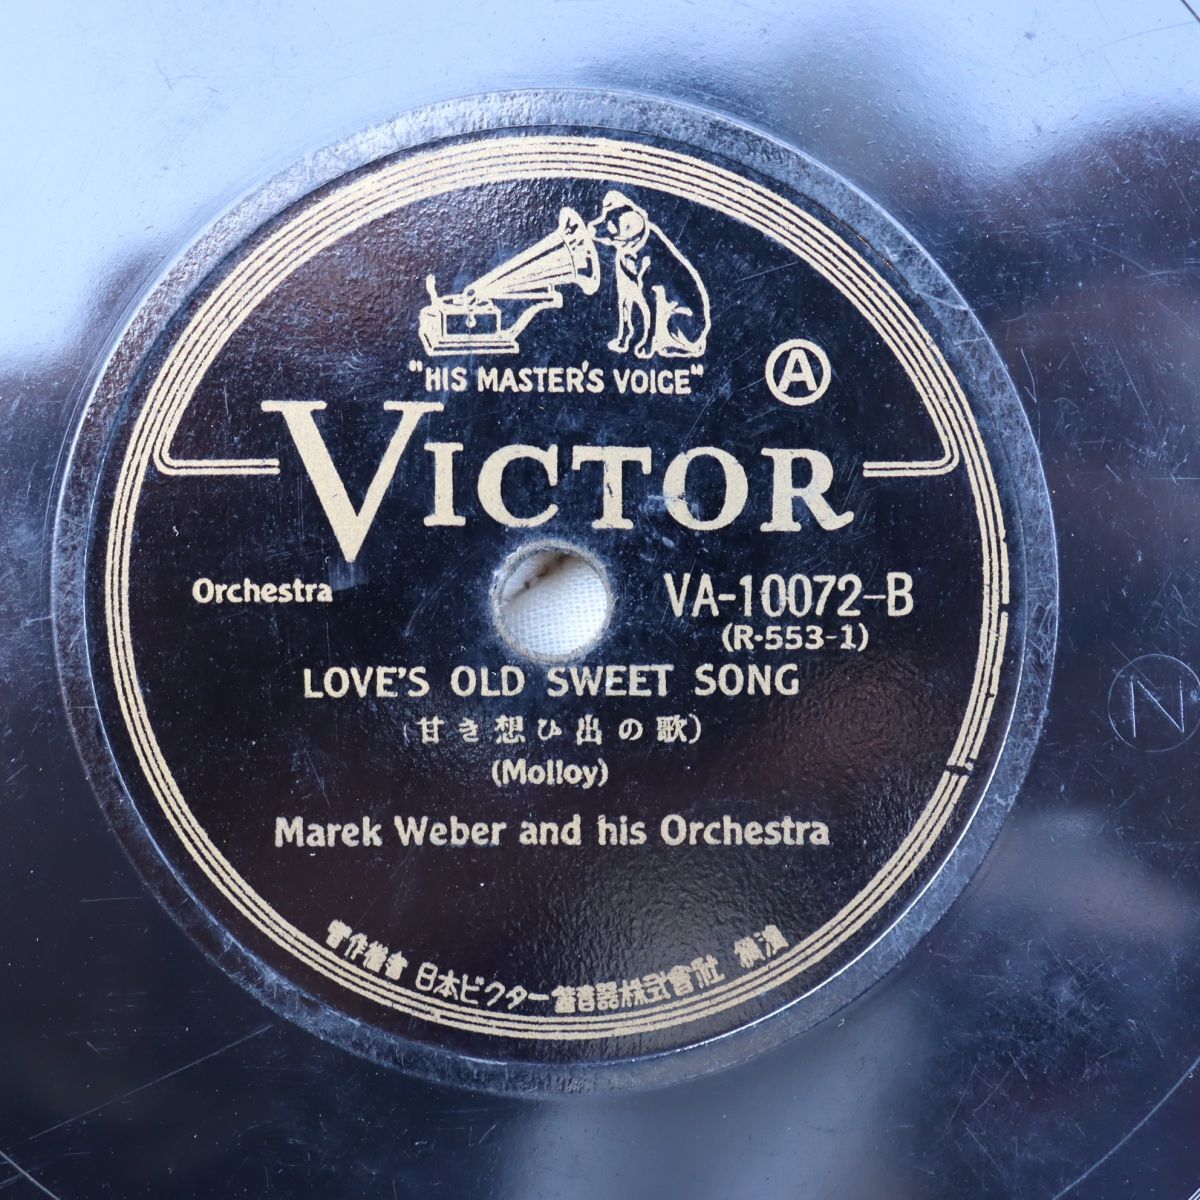 "HIS MASTER'S VOICE"
A
VICTOR
Orchestra
VA-10072-B
(R-553-1)
LOVE'S OLD SWEET SONG
(甘き想ひ出の歌)
(Molloy)
Marek Weber and his Orchestra
著作権者 日本ビクター蓄音器株式會社 横濱
N